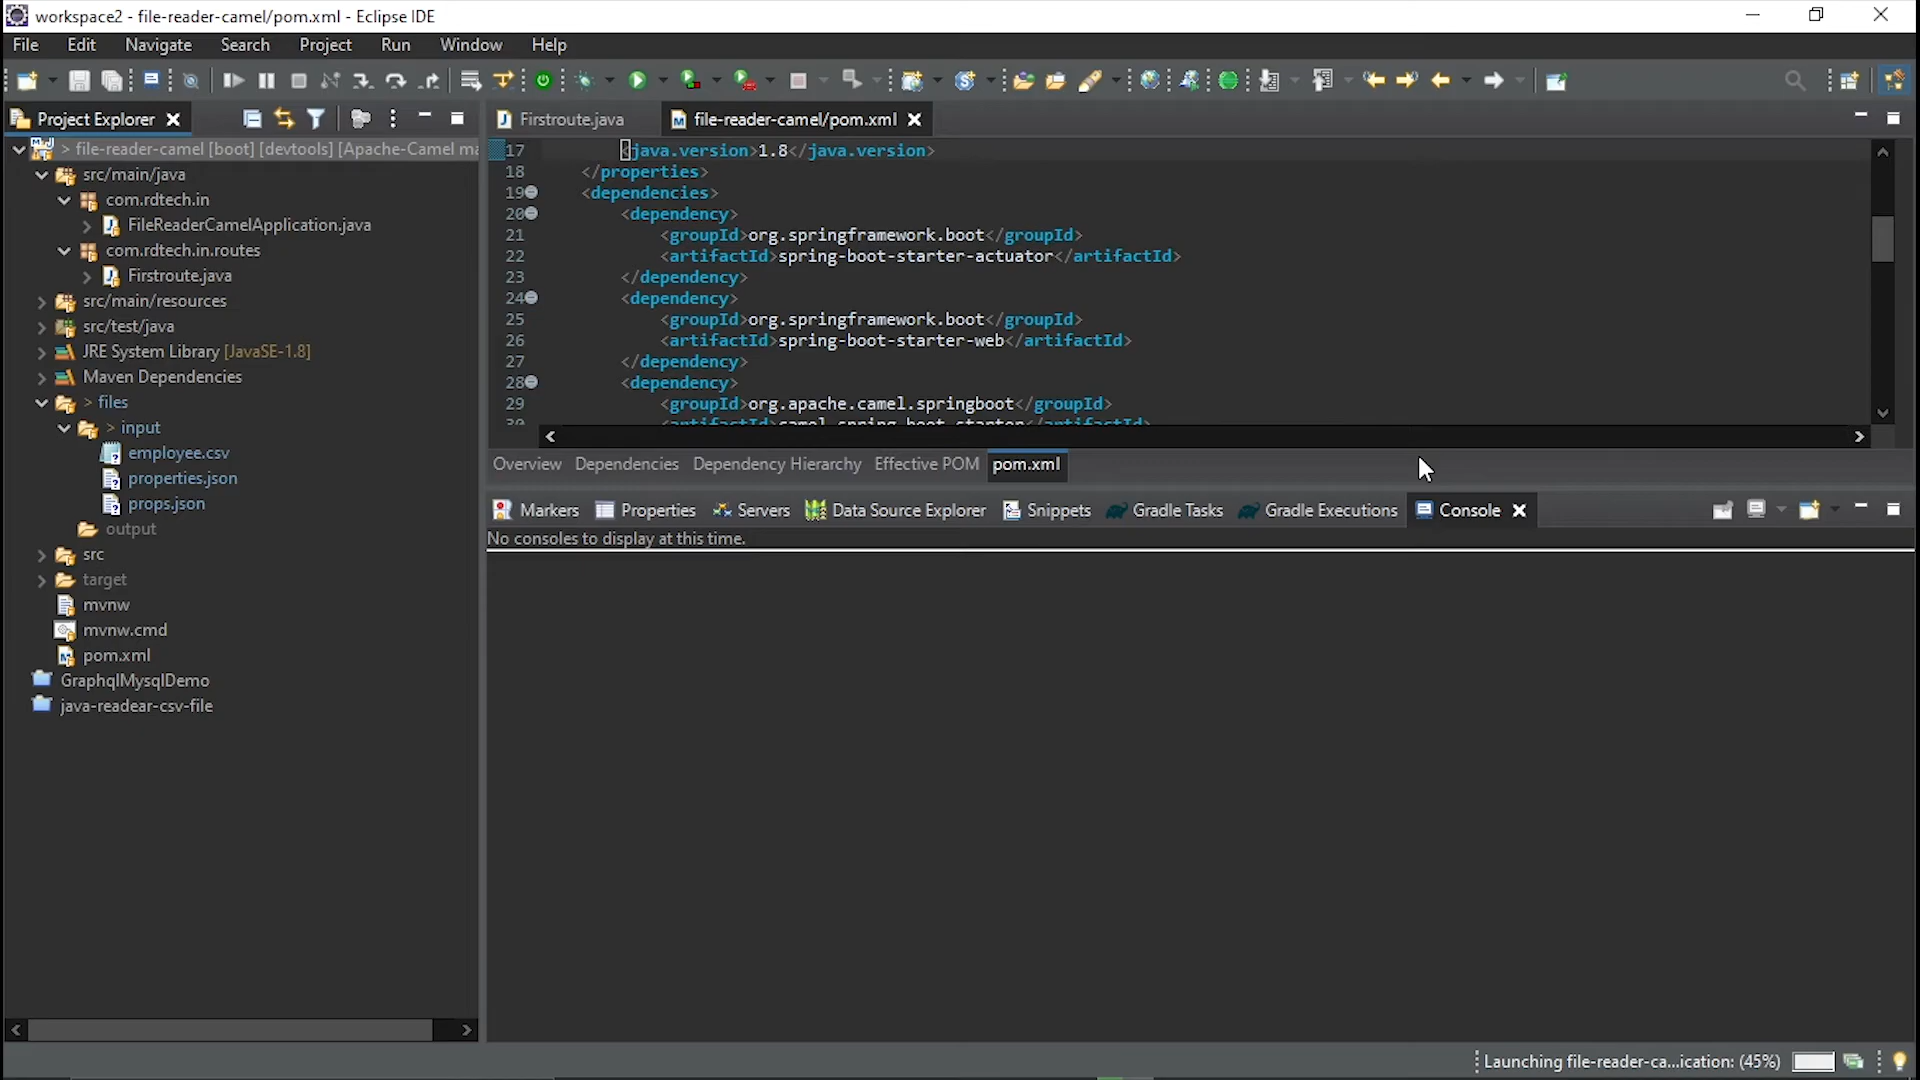 workspace2 - file-reader-camel/pom.xml - Eclipse IDE
File Edit Navigate Search Project Run Window Help
Project Explorer
> file-reader-camel [boot] [devtools] [Apache-Camel ma
src/main/java
com.rdtech.in
FileReaderCamelApplication.java
com.rdtech.in.routes
Firstroute.java
src/main/resources
src/test/java
JRE System Library [JavaSE-1.8]
Maven Dependencies
> files
> input
employee.csv
properties.json
props.json
output
src
target
mvnw
mvnw.cmd
pom.xml
GraphqlMysqlDemo
java-readear-csv-file
Firstroute.java file-reader-camel/pom.xml
17 <java.version>1.8</java.version>
18 </properties>
19 <dependencies>
20 <dependency>
21 <groupId>org.springframework.boot</groupId>
22 <artifactId>spring-boot-starter-actuator</artifactId>
23 </dependency>
24 <dependency>
25 <groupId>org.springframework.boot</groupId>
26 <artifactId>spring-boot-starter-web</artifactId>
27 </dependency>
28 <dependency>
29 <groupId>org.apache.camel.springboot</groupId>
30 <artifactId>camel-spring-boot-starter</artifactId>
Overview Dependencies Dependency Hierarchy Effective POM pom.xml
Markers Properties Servers Data Source Explorer Snippets Gradle Tasks Gradle Executions Console
No consoles to display at this time.
Launching file-reader-ca...ication: (45%)